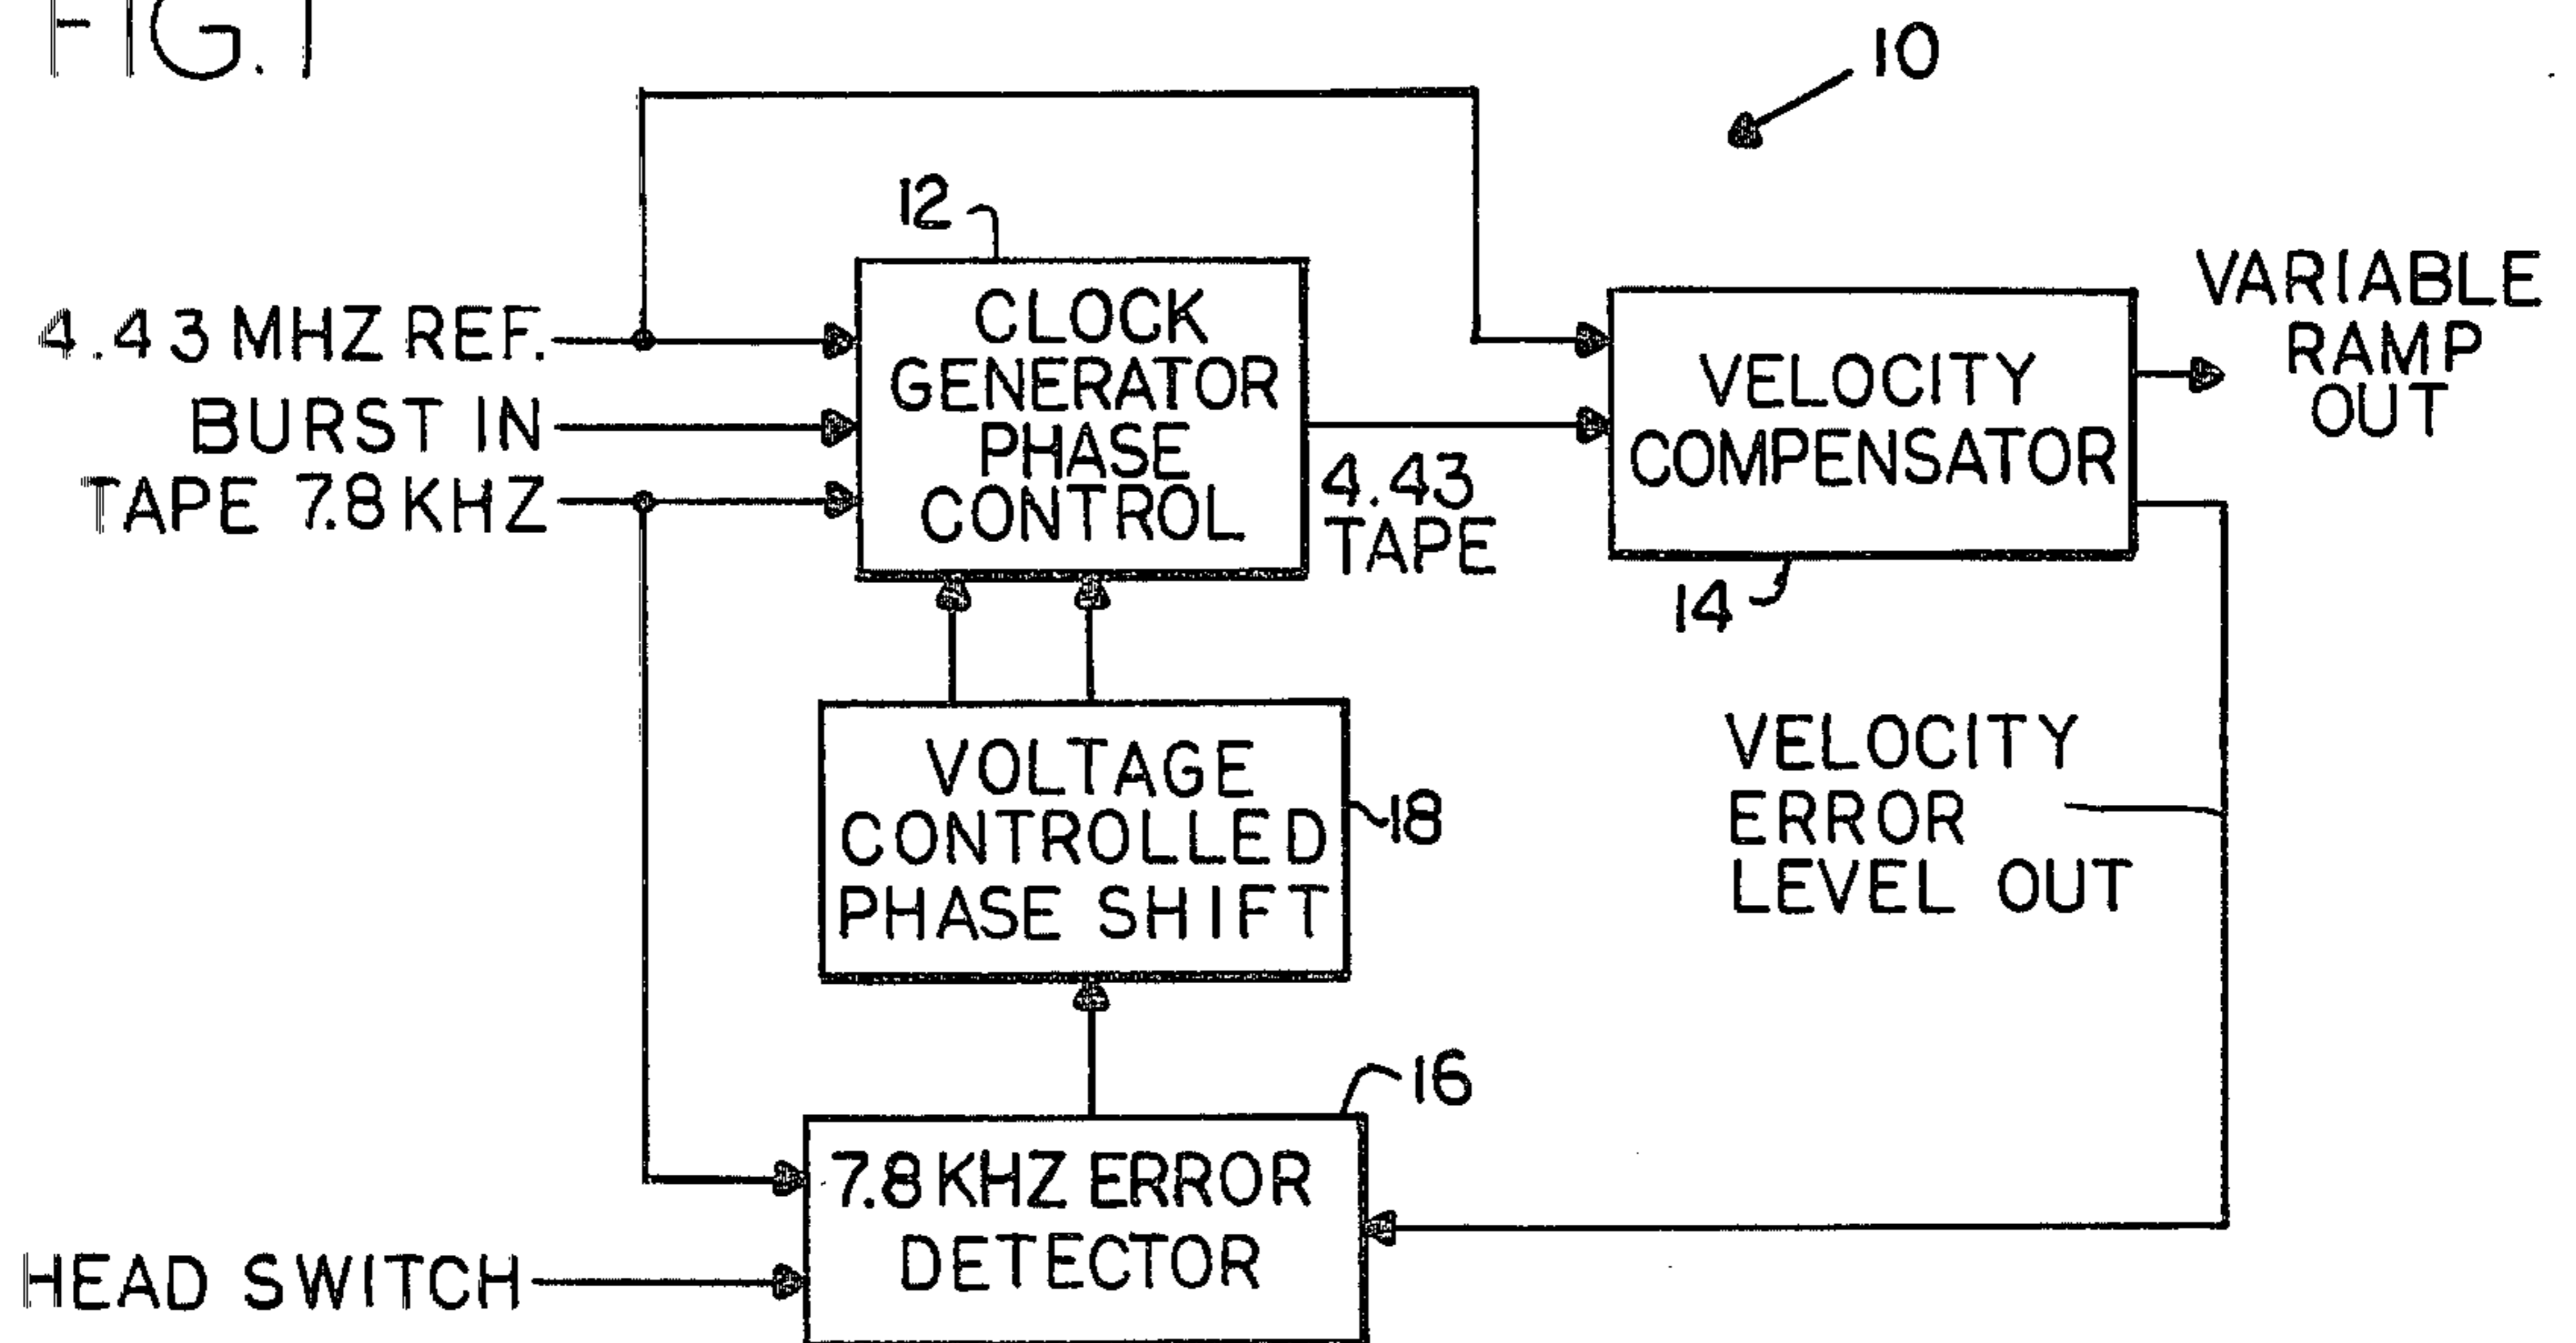 FIG. 1
10
12
4.43 MHZ REF.
BURST IN
TAPE 7.8 KHZ
CLOCK
GENERATOR
PHASE
CONTROL
4.43
TAPE
VELOCITY
COMPENSATOR
14
VARIABLE
RAMP
OUT
VOLTAGE
CONTROLLED
PHASE SHIFT
18
VELOCITY
ERROR
LEVEL OUT
16
7.8 KHZ ERROR
DETECTOR
HEAD SWITCH